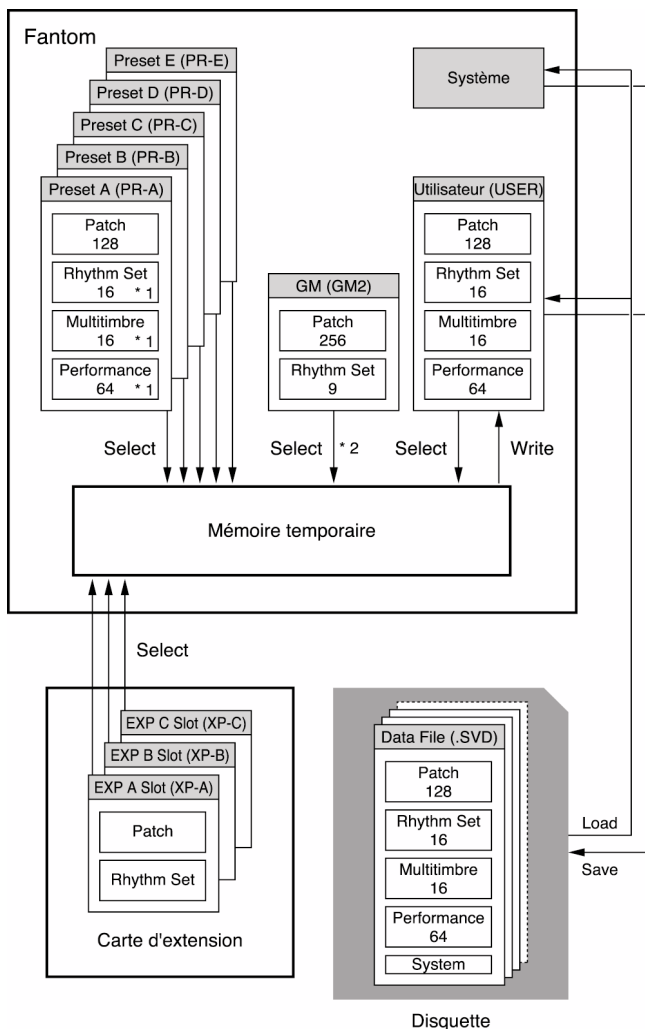 Fantom
Preset E (PR-E)
Preset D (PR-D)
Preset C (PR-C)
Preset B (PR-B)
Preset A (PR-A)
Patch
128
Rhythm Set
16 * 1
Multitimbre
16 * 1
Performance
64 * 1
GM (GM2)
Patch
256
Rhythm Set
9
Système
Utilisateur (USER)
Patch
128
Rhythm Set
16
Multitimbre
16
Performance
64
Select
Select * 2
Select
Write
Mémoire temporaire
Select
EXP C Slot (XP-C)
EXP B Slot (XP-B)
EXP A Slot (XP-A)
Patch
Rhythm Set
Carte d'extension
Data File (.SVD)
Patch
128
Rhythm Set
16
Multitimbre
16
Performance
64
System
Load
Save
Disquette